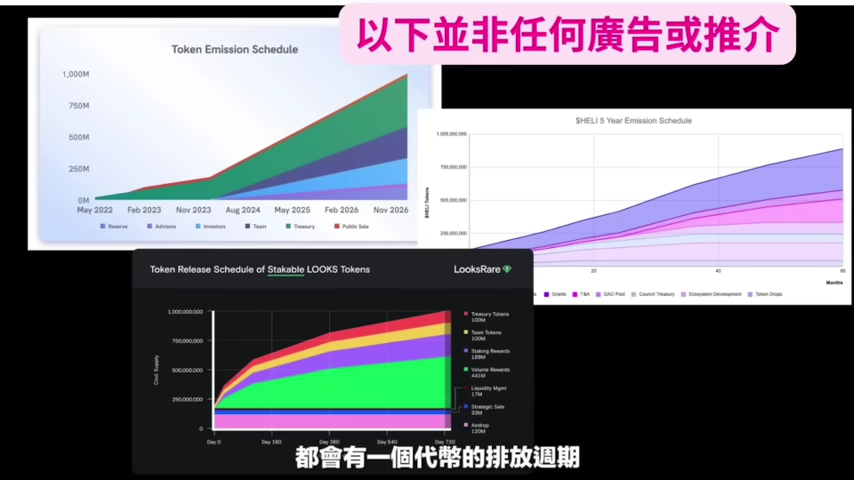 以下並非任何廣告或推介
Token Emission Schedule
1,000M
750M
500M
250M
0M
May 2022 Feb 2023 Nov 2023 Aug 2024 May 2025 Feb 2026 Nov 2026
Reserve Advisors Investors Team Treasury Public Sale
$HELI 5 Year Emission Schedule
1,000,000,000
750,000,000
500,000,000
250,000,000
$HELI Tokens
20 40 60
Months
Grants T&A DAO Pool Council Treasury Ecosystem Development Token Drops
Token Release Schedule of Stakable LOOKS Tokens
LooksRare
1,000,000,000
750,000,000
500,000,000
250,000,000
0
Circl. Supply
Day 0 Day 180 Day 360 Day 540 Day 720
Treasury Tokens
100M
Team Tokens
100M
Staking Rewards
189M
Volume Rewards
441M
Liquidity Mgmt
17M
Strategic Sale
33M
Airdrop
120M
都會有一個代幣的排放週期